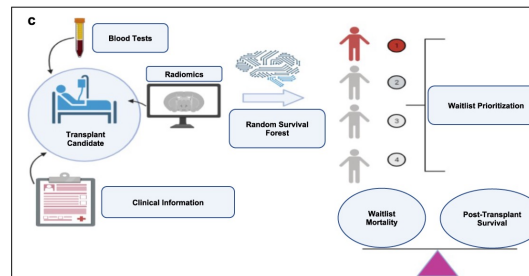 c
Blood Tests
Radiomics
Transplant
Candidate
Random Survival
Forest
Clinical Information
1
2
3
4
Waitlist Prioritization
Waitlist
Mortality
Post-Transplant
Survival